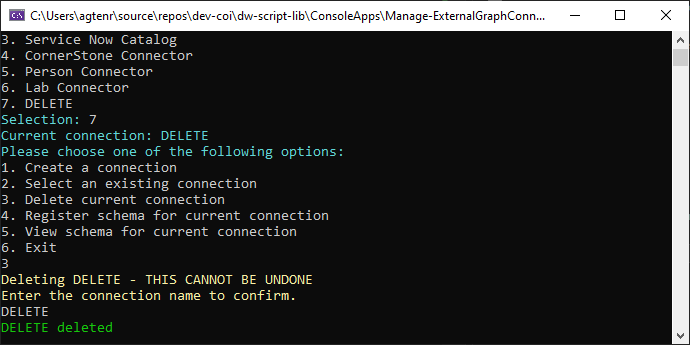 C:\Users\agtenr\source\repos\dev-coi\dw-script-lib\ConsoleApps\Manage-ExternalGraphConn...
3. Service Now Catalog
4. CornerStone Connector
5. Person Connector
6. Lab Connector
7. DELETE
Selection: 7
Current connection: DELETE
Please choose one of the following options:
1. Create a connection
2. Select an existing connection
3. Delete current connection
4. Register schema for current connection
5. View schema for current connection
6. Exit
3
Deleting DELETE - THIS CANNOT BE UNDONE
Enter the connection name to confirm.
DELETE
DELETE deleted